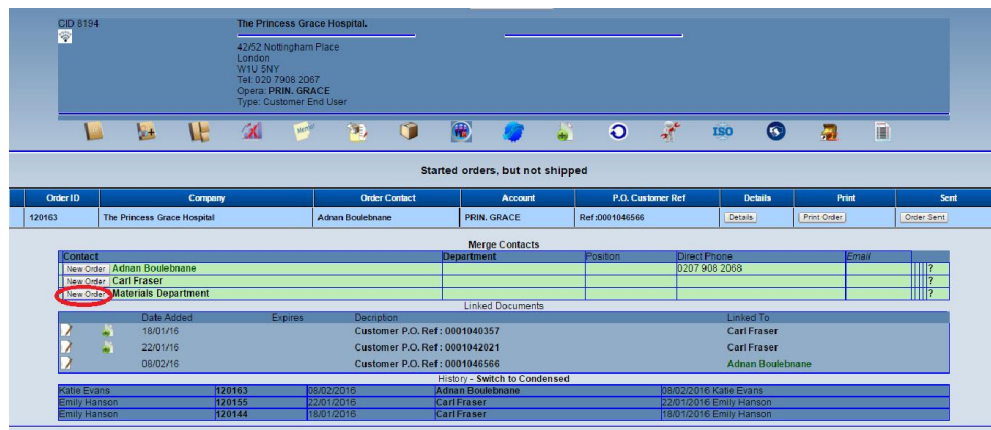 CID 8194 The Princess Grace Hospital.
42/52 Nottingham Place
London
W1U 5NY
Tel: 020 7908 2067
Opera: PRIN. GRACE
Type: Customer End User
ISO
Started orders, but not shipped
Order ID Company Order Contact Account P.O. Customer Ref Details Print Sent
120163 The Princess Grace Hospital Adnan Boulebnane PRIN. GRACE Ref :0001046566 Details Print Order Order Sent
Merge Contacts
Contact Department Position Direct Phone Email
New Order Adnan Boulebnane 0207 908 2068 ?
New Order Carl Fraser ?
New Order Materials Department ?
Linked Documents
Date Added Expires Decription Linked To
18/01/16 Customer P.O. Ref : 0001040357 Carl Fraser
22/01/16 Customer P.O. Ref : 0001042021 Carl Fraser
08/02/16 Customer P.O. Ref : 0001046566 Adnan Boulebnane
History - Switch to Condensed
Katie Evans 120163 08/02/2016 Adnan Boulebnane 08/02/2016 Katie Evans
Emily Hanson 120155 22/01/2016 Carl Fraser 22/01/2016 Emily Hanson
Emily Hanson 120144 18/01/2016 Carl Fraser 18/01/2016 Emily Hanson